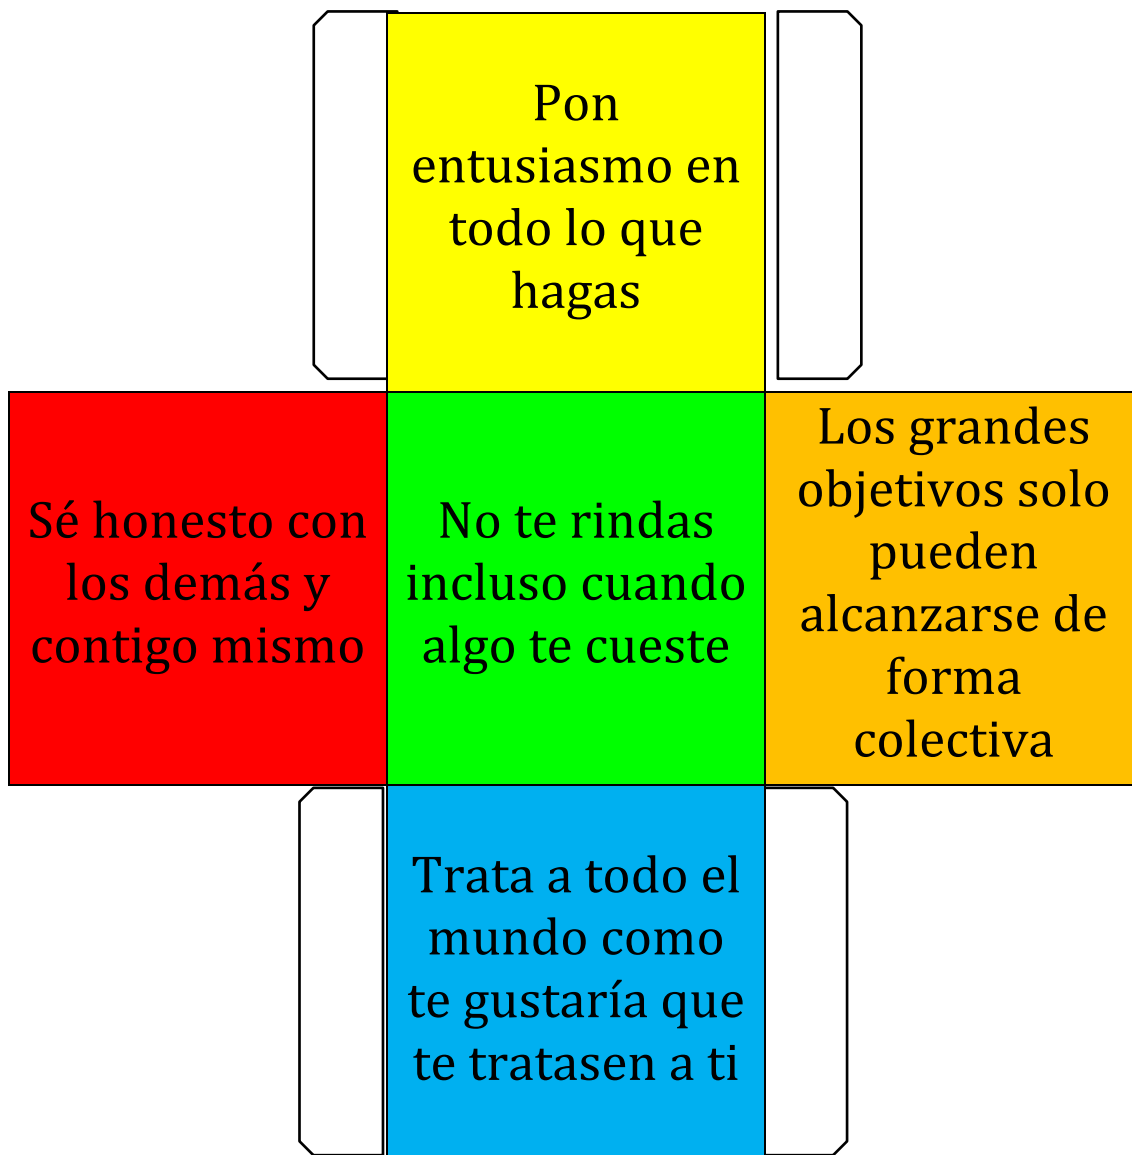 Pon
entusiasmo en
todo lo que
hagas
Sé honesto con
los demás y
contigo mismo
No te rindas
incluso cuando
algo te cueste
Los grandes
objetivos solo
pueden
alcanzarse de
forma
colectiva
Trata a todo el
mundo como
te gustaría que
te tratasen a ti